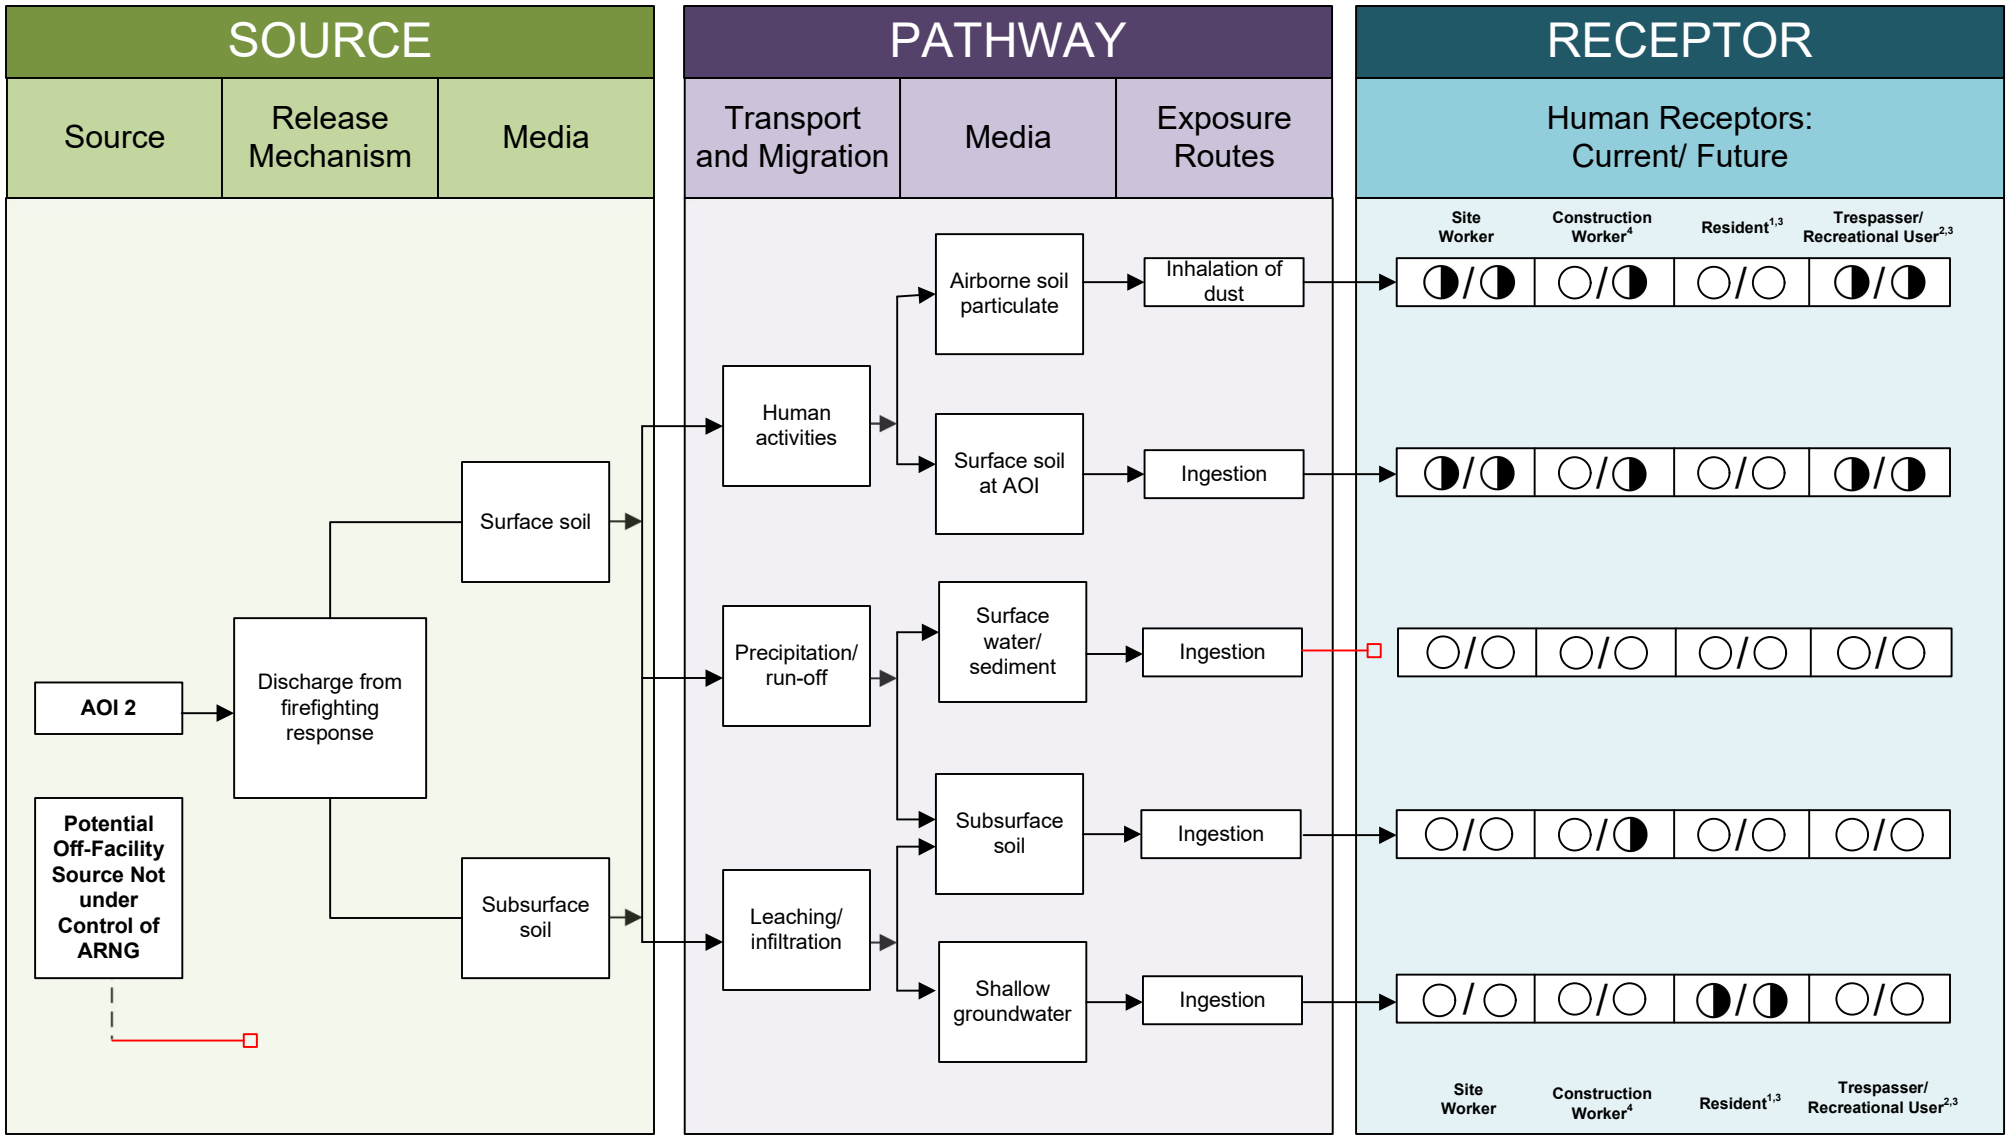 SOURCE
PATHWAY
RECEPTOR
Source
Release
Mechanism
Media
Transport
and Migration
Media
Exposure
Routes
Human Receptors:
Current/ Future
Site
Worker
Construction
Worker⁴
Resident¹,³
Trespasser/
Recreational User²,³
Airborne soil
particulate
Inhalation of
dust
/
/
/
/
Human
activities
Surface soil
at AOI
Ingestion
/
/
/
/
Surface soil
Precipitation/
run-off
Surface
water/
sediment
Ingestion
/
/
/
/
AOI 2
Discharge from
firefighting
response
Potential
Off-Facility
Source Not
under
Control of
ARNG
Subsurface
soil
Subsurface
soil
Ingestion
/
/
/
/
Leaching/
infiltration
Shallow
groundwater
Ingestion
/
/
/
/
Site
Worker
Construction
Worker⁴
Resident¹,³
Trespasser/
Recreational User²,³